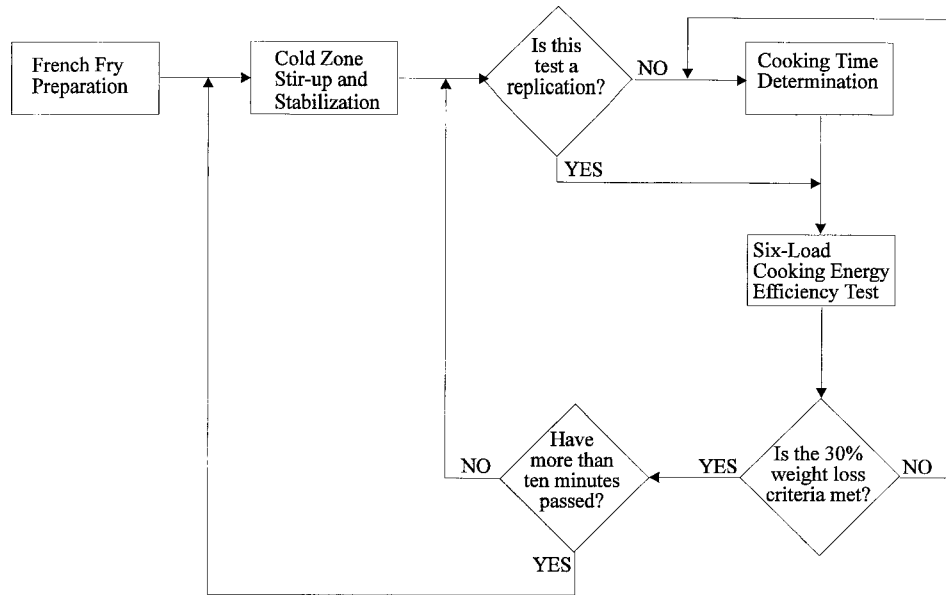 French Fry
Preparation
Cold Zone
Stir-up and
Stabilization
Is this
test a
replication?
NO
YES
Cooking Time
Determination
Six-Load
Cooking Energy
Efficiency Test
Is the 30%
weight loss
criteria met?
NO
YES
Have
more than
ten minutes
passed?
NO
YES